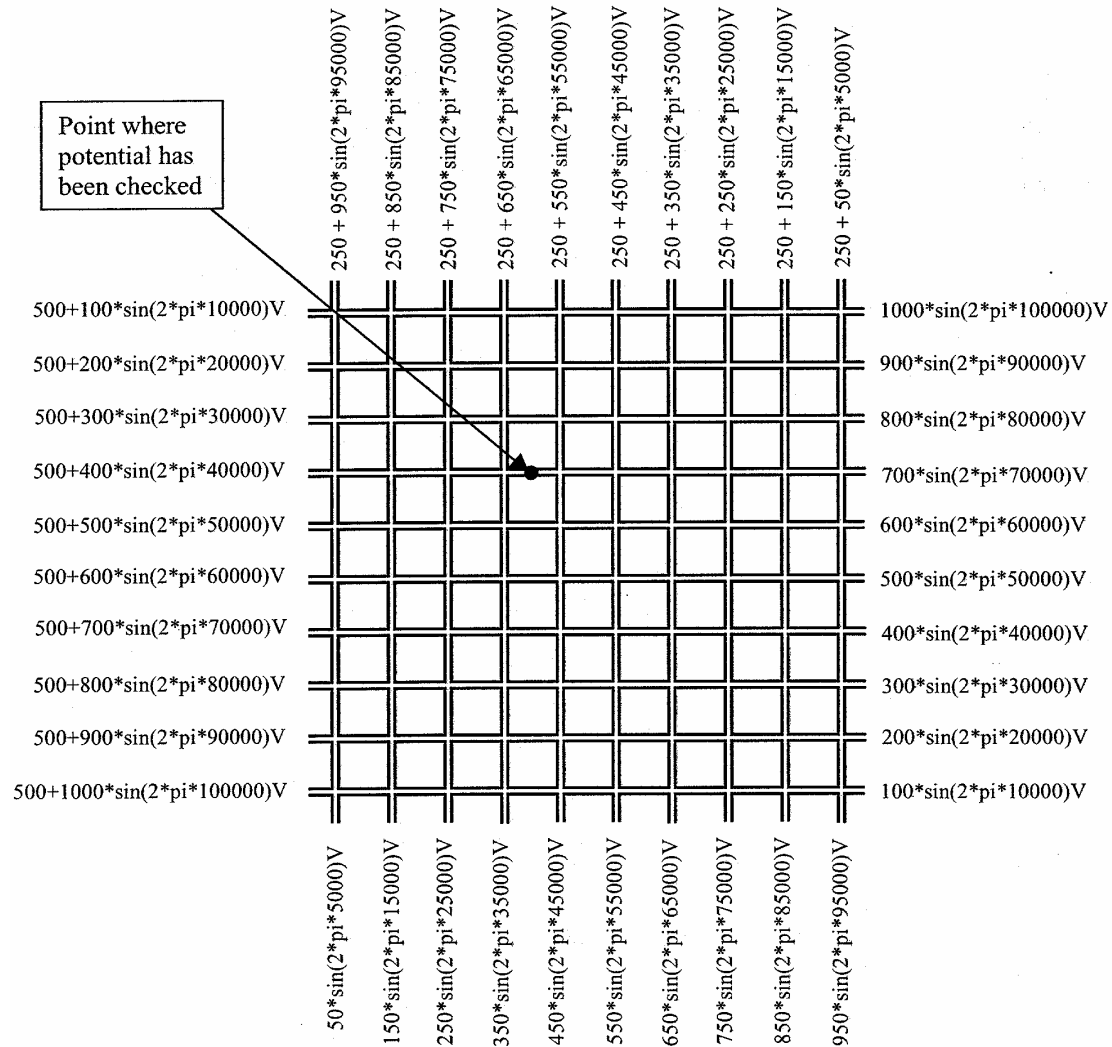 250 + 950*sin(2*pi*95000)V
250 + 850*sin(2*pi*85000)V
250 + 750*sin(2*pi*75000)V
250 + 650*sin(2*pi*65000)V
250 + 550*sin(2*pi*55000)V
250 + 450*sin(2*pi*45000)V
250 + 350*sin(2*pi*35000)V
250 + 250*sin(2*pi*25000)V
250 + 150*sin(2*pi*15000)V
250 + 50*sin(2*pi*5000)V
Point where
potential has
been checked
500+100*sin(2*pi*10000)V
1000*sin(2*pi*100000)V
500+200*sin(2*pi*20000)V
900*sin(2*pi*90000)V
500+300*sin(2*pi*30000)V
800*sin(2*pi*80000)V
500+400*sin(2*pi*40000)V
700*sin(2*pi*70000)V
500+500*sin(2*pi*50000)V
600*sin(2*pi*60000)V
500+600*sin(2*pi*60000)V
500*sin(2*pi*50000)V
500+700*sin(2*pi*70000)V
400*sin(2*pi*40000)V
500+800*sin(2*pi*80000)V
300*sin(2*pi*30000)V
500+900*sin(2*pi*90000)V
200*sin(2*pi*20000)V
500+1000*sin(2*pi*100000)V
100*sin(2*pi*10000)V
50*sin(2*pi*5000)V
150*sin(2*pi*15000)V
250*sin(2*pi*25000)V
350*sin(2*pi*35000)V
450*sin(2*pi*45000)V
550*sin(2*pi*55000)V
650*sin(2*pi*65000)V
750*sin(2*pi*75000)V
850*sin(2*pi*85000)V
950*sin(2*pi*95000)V